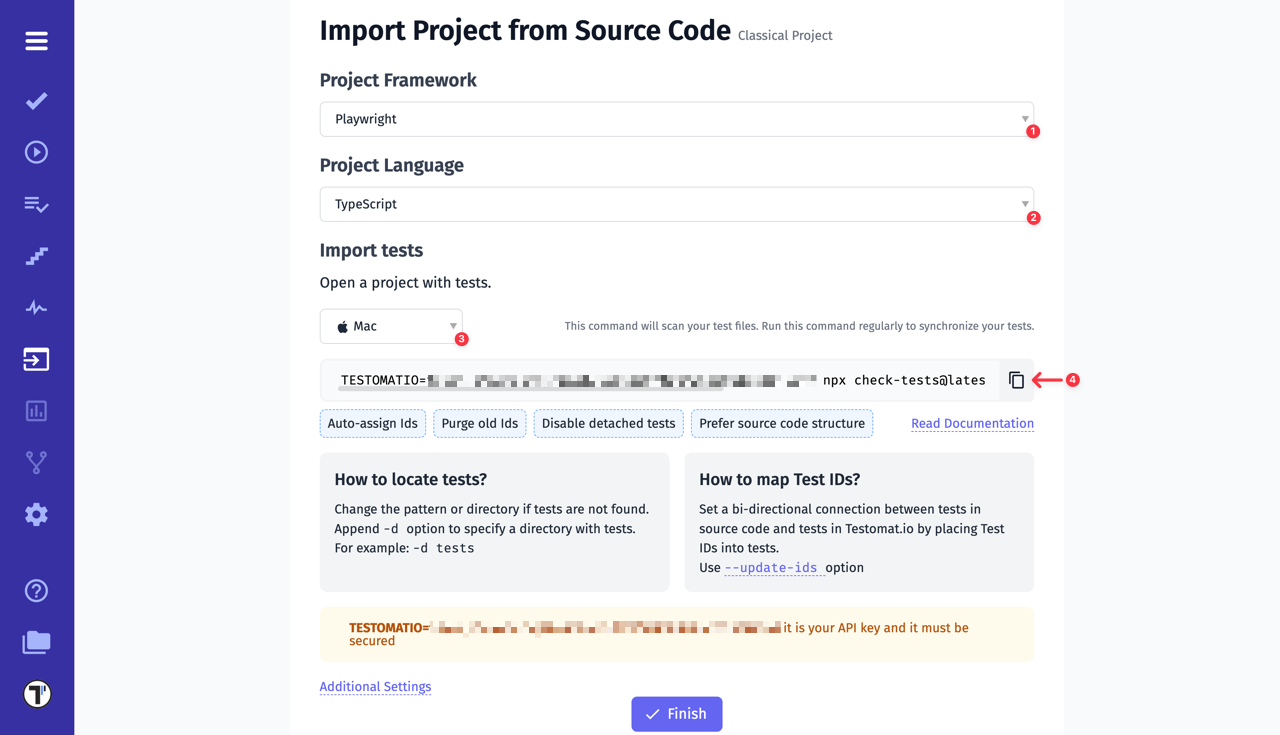 Import Project from Source Code Classical Project
Project Framework
Playwright
1
Project Language
TypeScript
2
Import tests
Open a project with tests.
Mac
3
This command will scan your test files. Run this command regularly to synchronize your tests.
TESTOMATIO= npx check-tests@lates
4
Auto-assign Ids Purge old Ids Disable detached tests Prefer source code structure Read Documentation
How to locate tests?
Change the pattern or directory if tests are not found.
Append -d option to specify a directory with tests.
For example: -d tests
How to map Test IDs?
Set a bi-directional connection between tests in
source code and tests in Testomat.io by placing Test
IDs into tests.
Use --update-ids option
TESTOMATIO= it is your API key and it must be
secured
Additional Settings
Finish
T